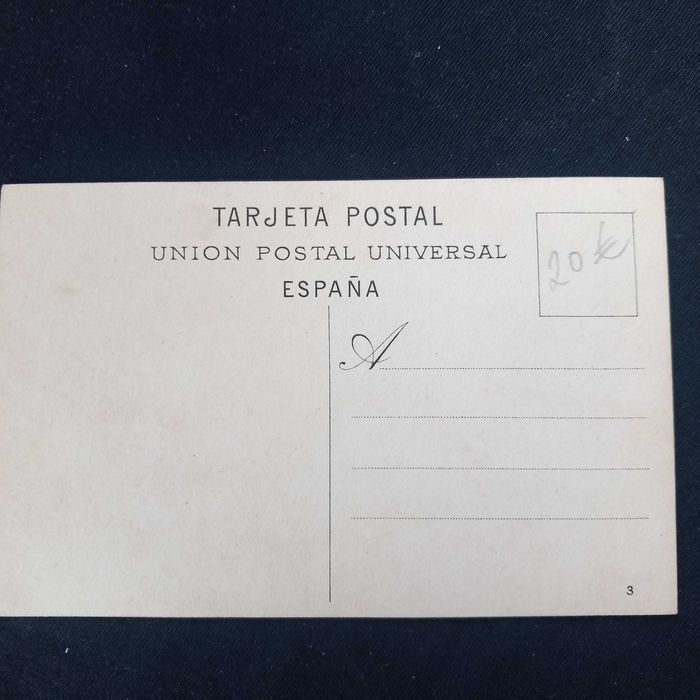 TARJETA POSTAL
UNION POSTAL UNIVERSAL
ESPAÑA
20
A
3